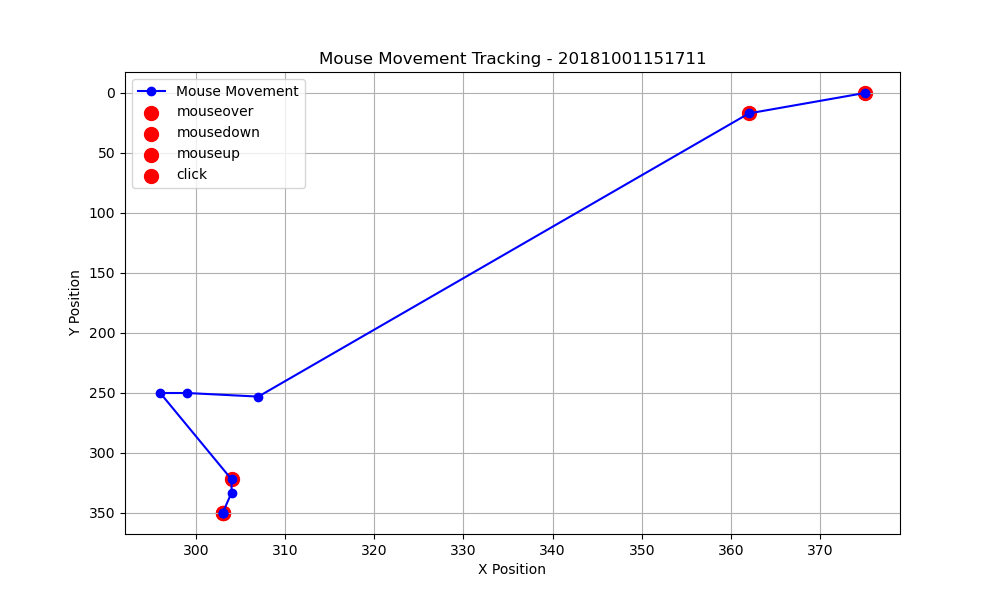 Mouse Movement Tracking - 20181001151711
Mouse Movement
mouseover
mousedown
mouseup
click
0
50
100
150
200
250
300
350
Y Position
300 310 320 330 340 350 360 370
X Position